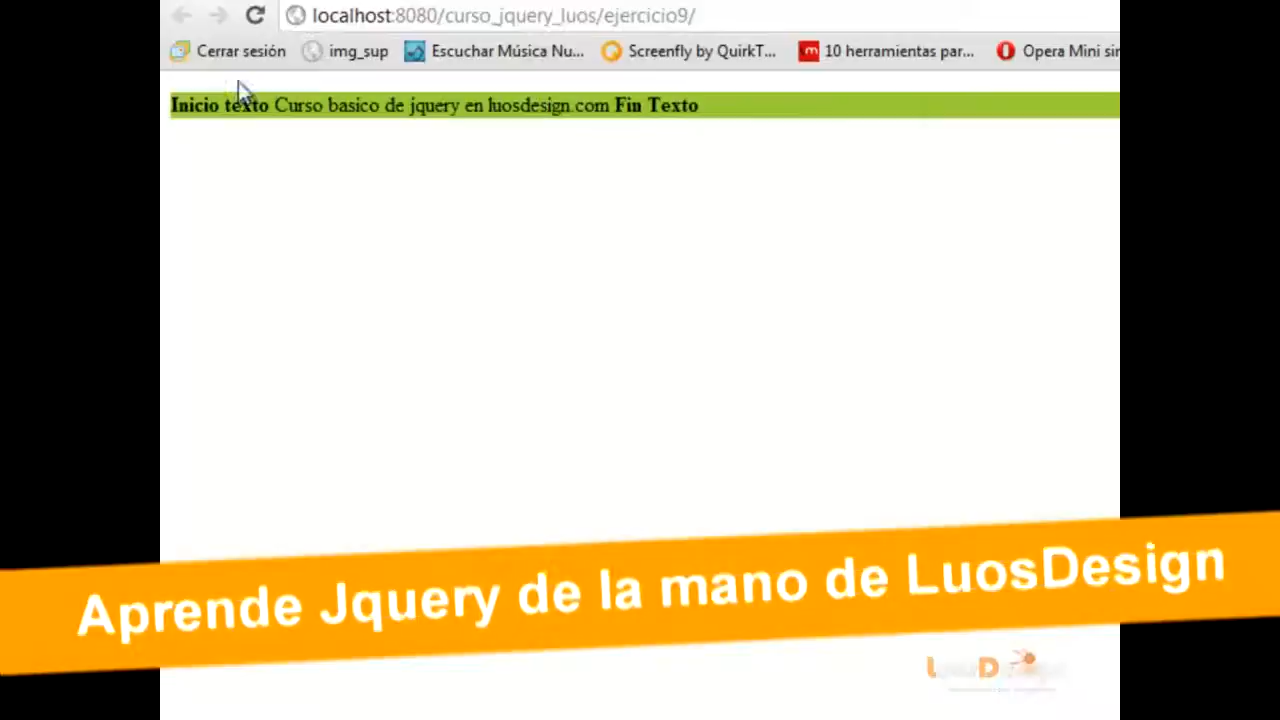 localhost:8080/curso_jquery_luos/ejercicio9/
Cerrar sesión img_sup Escuchar Música Nu... Screenfly by QuirkT... 10 herramientas par... Opera Mini sin
Inicio texto Curso basico de jquery en luosdesign.com Fin Texto
Aprende Jquery de la mano de LuosDesign